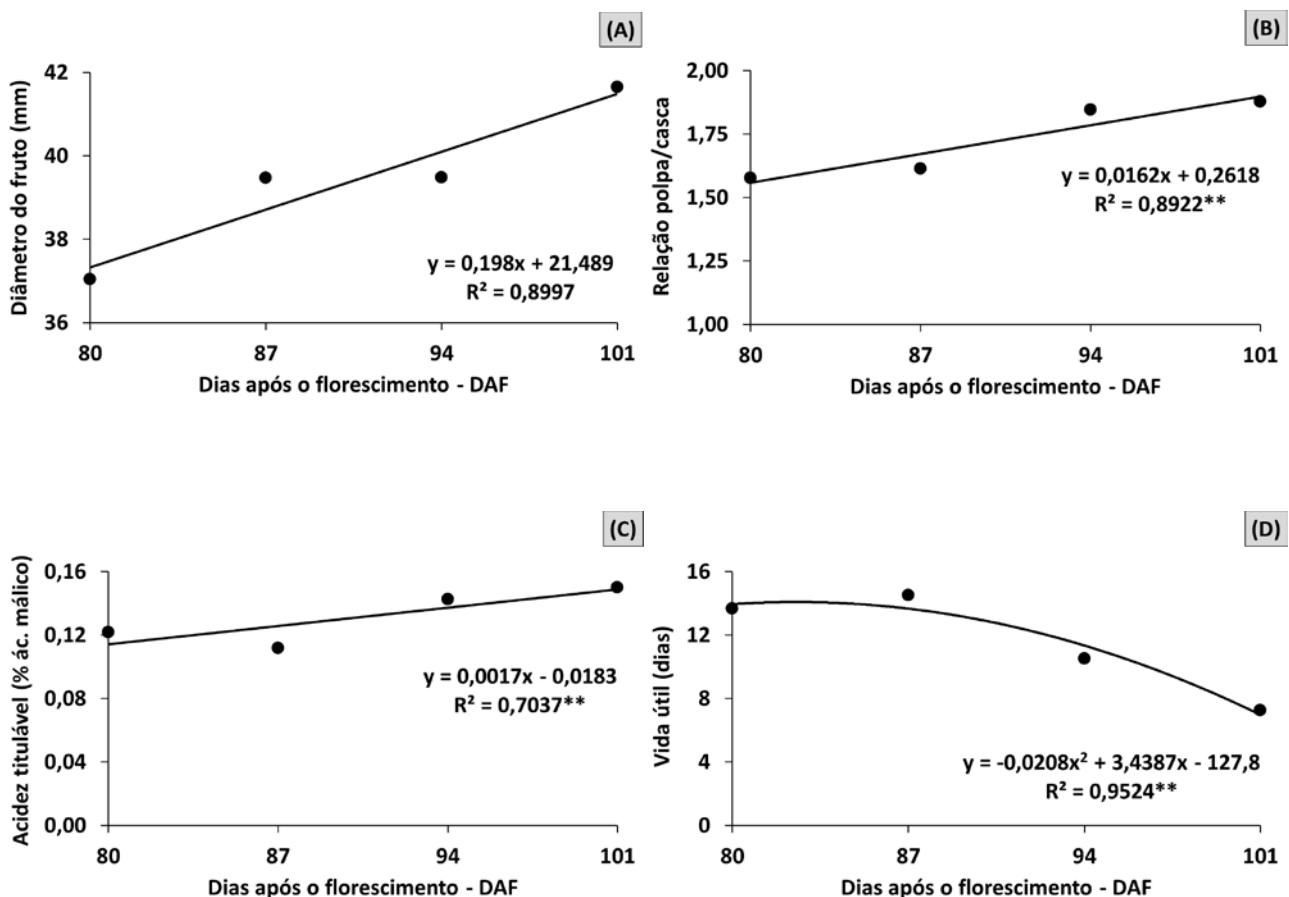 (A)
Diâmetro do fruto (mm)
42
40
38
36
y = 0,198x + 21,489
R² = 0,8997
80 87 94 101
Dias após o florescimento - DAF
(B)
Relação polpa/casca
2,00
1,75
1,50
1,25
1,00
y = 0,0162x + 0,2618
R² = 0,8922**
80 87 94 101
Dias após o florescimento - DAF
(C)
Acidez titulável (% ác. málico)
0,16
0,12
0,08
0,04
0,00
y = 0,0017x - 0,0183
R² = 0,7037**
80 87 94 101
Dias após o florescimento - DAF
(D)
Vida útil (dias)
16
12
8
4
0
y = -0,0208x² + 3,4387x - 127,8
R² = 0,9524**
80 87 94 101
Dias após o florescimento - DAF